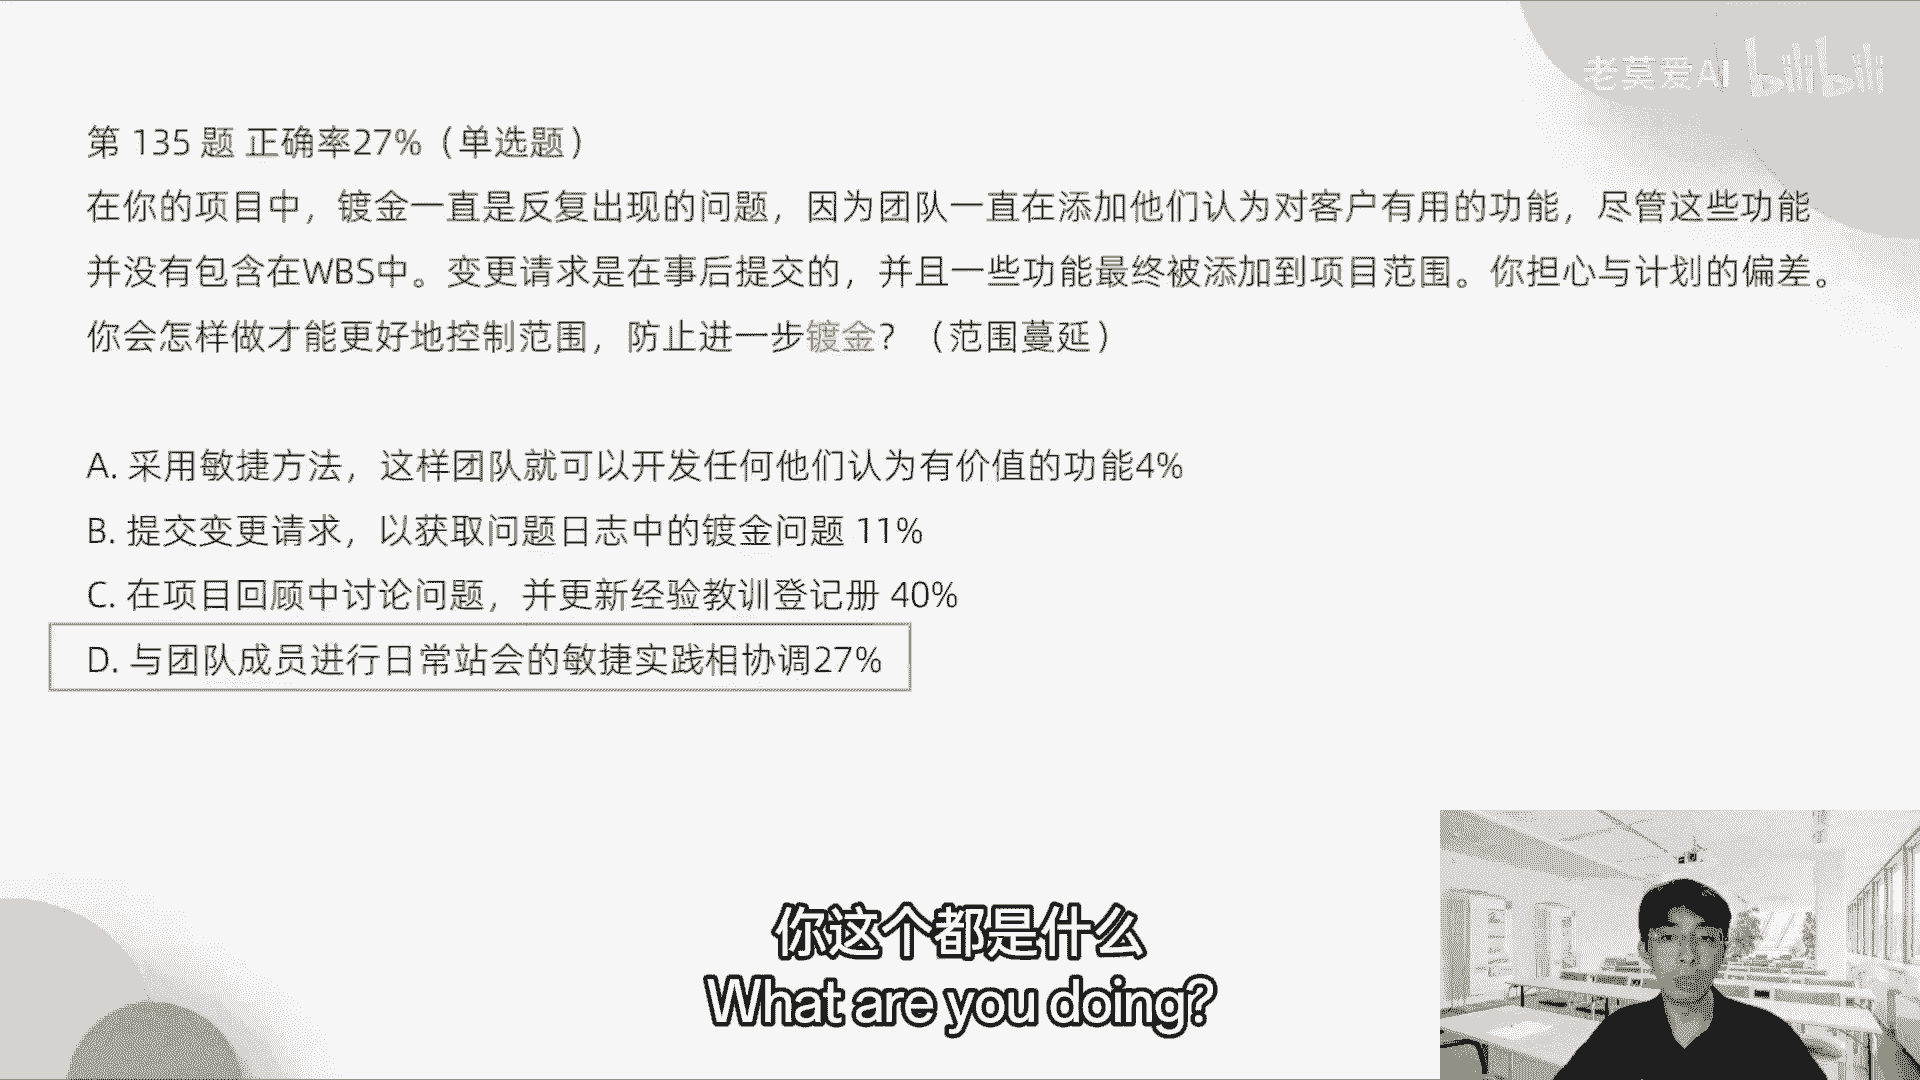 老莫爱AI bilibili
第 135 题 正确率27%（单选题）
在你的项目中，镀金一直是反复出现的问题，因为团队一直在添加他们认为对客户有用的功能，尽管这些功能
并没有包含在WBS中。变更请求是在事后提交的，并且一些功能最终被添加到项目范围。你担心与计划的偏差。
你会怎样做才能更好地控制范围，防止进一步镀金？（范围蔓延）
A. 采用敏捷方法，这样团队就可以开发任何他们认为有价值的功能4%
B. 提交变更请求，以获取问题日志中的镀金问题 11%
C. 在项目回顾中讨论问题，并更新经验教训登记册 40%
D. 与团队成员进行日常站会的敏捷实践相协调27%
你这个都是什么
What are you doing?